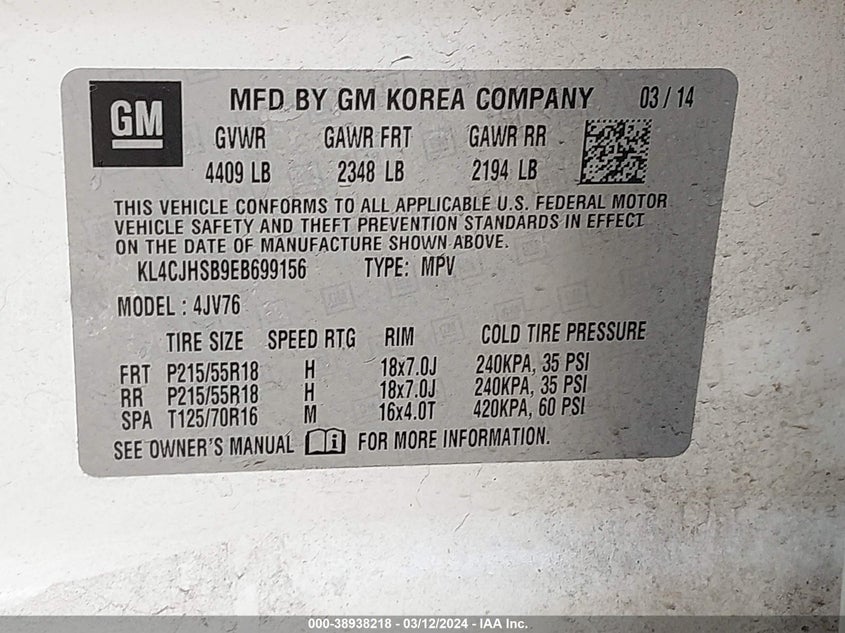 GM MFD BY GM KOREA COMPANY 03 / 14
GVWR GAWR FRT GAWR RR
4409 LB 2348 LB 2194 LB
THIS VEHICLE CONFORMS TO ALL APPLICABLE U.S. FEDERAL MOTOR
VEHICLE SAFETY AND THEFT PREVENTION STANDARDS IN EFFECT
ON THE DATE OF MANUFACTURE SHOWN ABOVE.
KL4CJHSB9EB699156 TYPE: MPV
MODEL : 4JV76
TIRE SIZE SPEED RTG RIM COLD TIRE PRESSURE
FRT P215/55R18 H 18x7.0J 240KPA, 35 PSI
RR P215/55R18 H 18x7.0J 240KPA, 35 PSI
SPA T125/70R16 M 16x4.0T 420KPA, 60 PSI
SEE OWNER'S MANUAL FOR MORE INFORMATION.
000-38938218 - 03/12/2024 - IAA Inc.